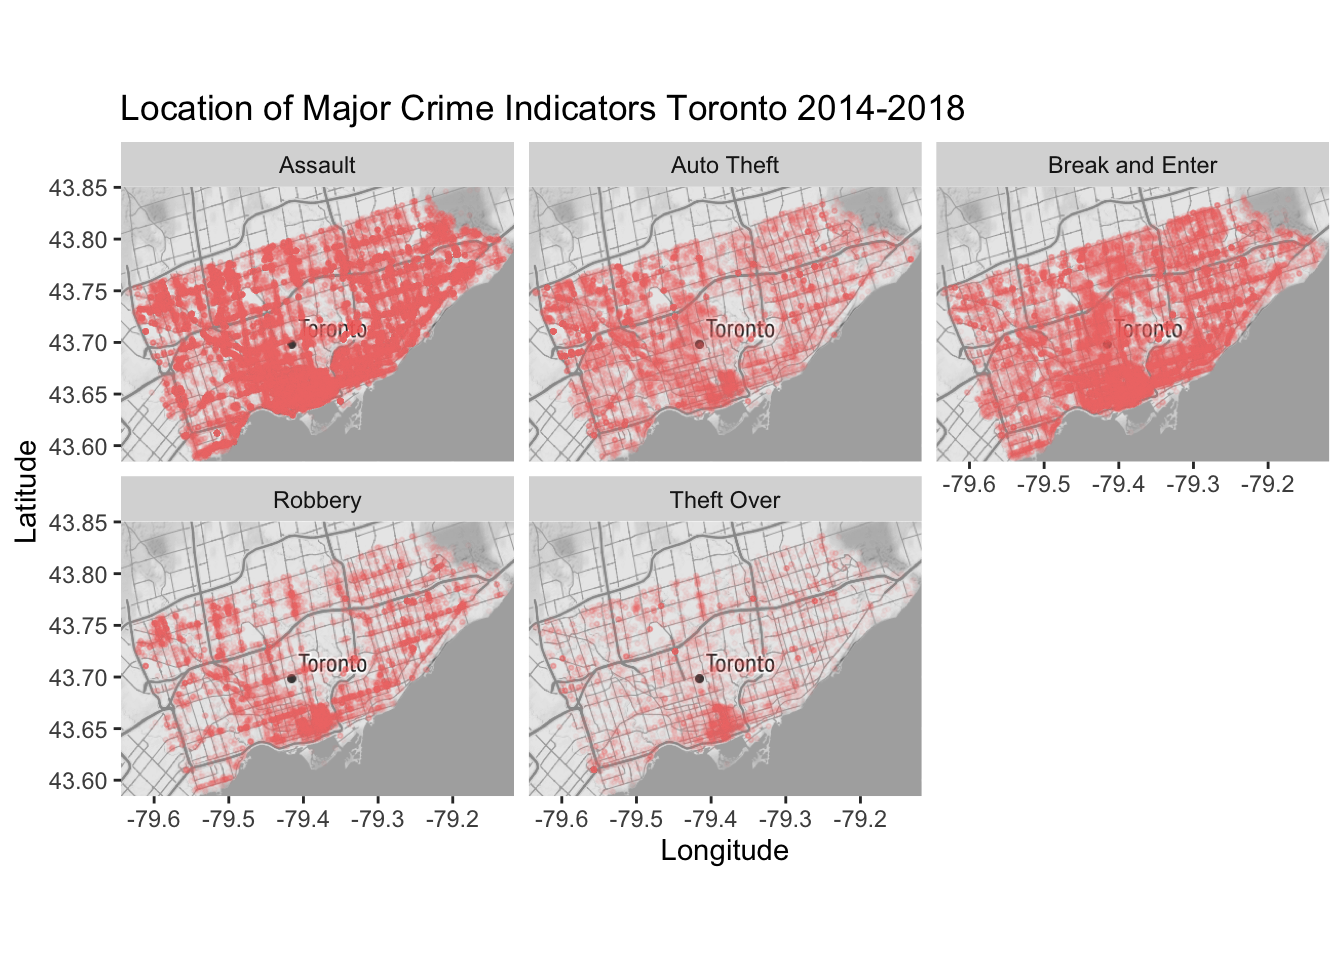 Location of Major Crime Indicators Toronto 2014-2018
Assault
Auto Theft
Break and Enter
43.85
43.80
43.75
43.70
43.65
43.60
Toronto
Toronto
Toronto
-79.6 -79.5 -79.4 -79.3 -79.2
Latitude
Robbery
Theft Over
43.85
43.80
43.75
43.70
43.65
43.60
Toronto
Toronto
-79.6 -79.5 -79.4 -79.3 -79.2
-79.6 -79.5 -79.4 -79.3 -79.2
Longitude